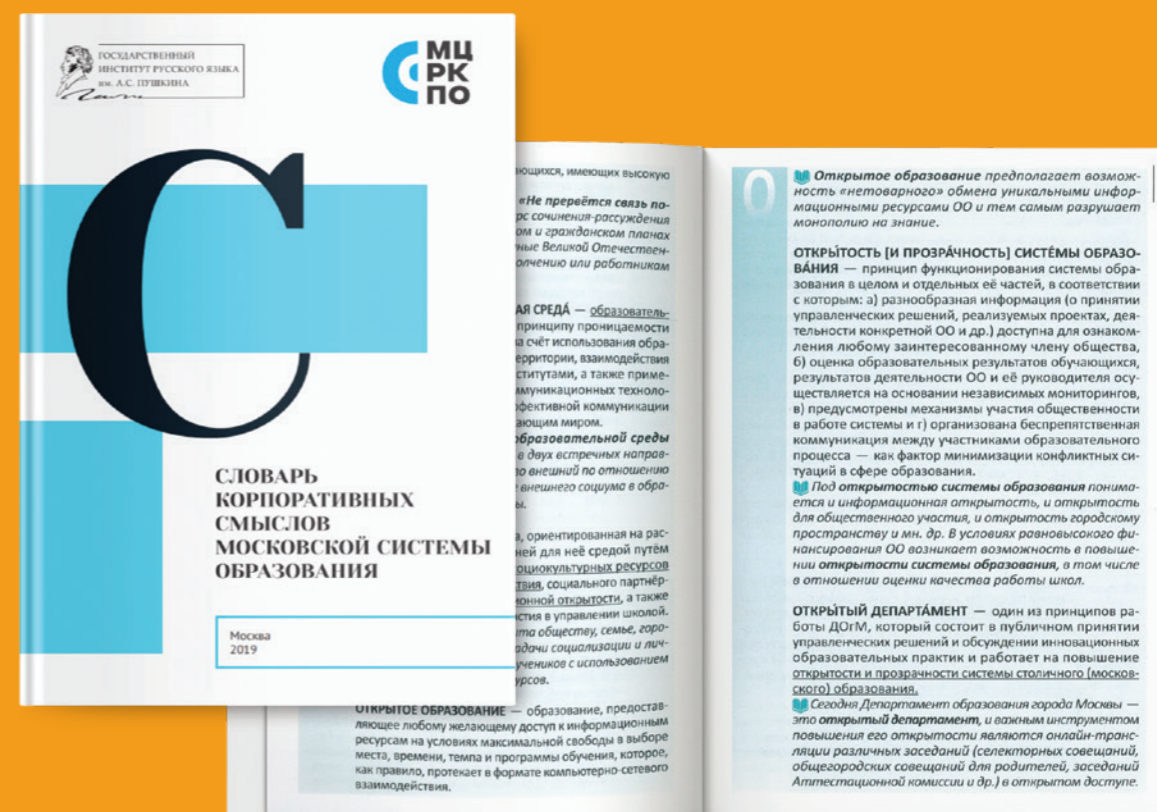 ГОСУДАРСТВЕННЫЙ
ИНСТИТУТ РУССКОГО ЯЗЫКА
им. А.С. ПУШКИНА
МЦ
РК
ПО
С
СЛОВАРЬ
КОРПОРАТИВНЫХ
СМЫСЛОВ
МОСКОВСКОЙ СИСТЕМЫ
ОБРАЗОВАНИЯ
Москва
2019
ющихся, имеющих высокую
«Не прервётся связь по-
рс сочинения-рассуждения
ом и гражданском планах
ные Великой Отечествен-
олчению или работникам
АЯ СРЕДА́ — образователь-
принципу проницаемости
а счёт использования обра-
ерритории, взаимодействия
ститутами, а также приме-
ммуникационных техноло-
фективной коммуникации
ающим миром.
образовательной среды
в двух встречных направ-
во внешний по отношению
внешнего социума в обра-
ы.
а, ориентированная на рас-
ней для неё средой путём
оциокультурных ресурсов
твия, социального партнёр-
онной открытости, а также
стия в управлении школой.
та обществу, семье, горо-
адачи социализации и лич-
учеников с использованием
урсов.
ОТКРЫ́ТОЕ ОБРАЗОВА́НИЕ — образование, предостав-
ляющее любому желающему доступ к информационным
ресурсам на условиях максимальной свободы в выборе
места, времени, темпа и программы обучения, которое,
как правило, протекает в формате компьютерно-сетевого
взаимодействия.
О
Открытое образование предполагает возмож-
ность «нетоварного» обмена уникальными инфор-
мационными ресурсами ОО и тем самым разрушает
монополию на знание.
ОТКРЫ́ТОСТЬ [И ПРОЗРА́ЧНОСТЬ] СИСТЕ́МЫ ОБРАЗО-
ВА́НИЯ — принцип функционирования системы обра-
зования в целом и отдельных её частей, в соответствии
с которым: а) разнообразная информация (о принятии
управленческих решений, реализуемых проектах, дея-
тельности конкретной ОО и др.) доступна для ознаком-
ления любому заинтересованному члену общества,
б) оценка образовательных результатов обучающихся,
результатов деятельности ОО и её руководителя осу-
ществляется на основании независимых мониторингов,
в) предусмотрены механизмы участия общественности
в работе системы и г) организована беспрепятственная
коммуникация между участниками образовательного
процесса — как фактор минимизации конфликтных си-
туаций в сфере образования.
Под открытостью системы образования понима-
ется и информационная открытость, и открытость
для общественного участия, и открытость городскому
пространству и мн. др. В условиях равновысокого фи-
нансирования ОО возникает возможность в повыше-
нии открытости системы образования, в том числе
в отношении оценки качества работы школ.
ОТКРЫ́ТЫЙ ДЕПАРТА́МЕНТ — один из принципов ра-
боты ДОгМ, который состоит в публичном принятии
управленческих решений и обсуждении инновационных
образовательных практик и работает на повышение
открытости и прозрачности системы столичного (москов-
ского) образования.
Сегодня Департамент образования города Москвы —
это открытый департамент, и важным инструментом
повышения его открытости являются онлайн-транс-
ляции различных заседаний (селекторных совещаний,
общегородских совещаний для родителей, заседаний
Аттестационной комиссии и др.) в открытом доступе.